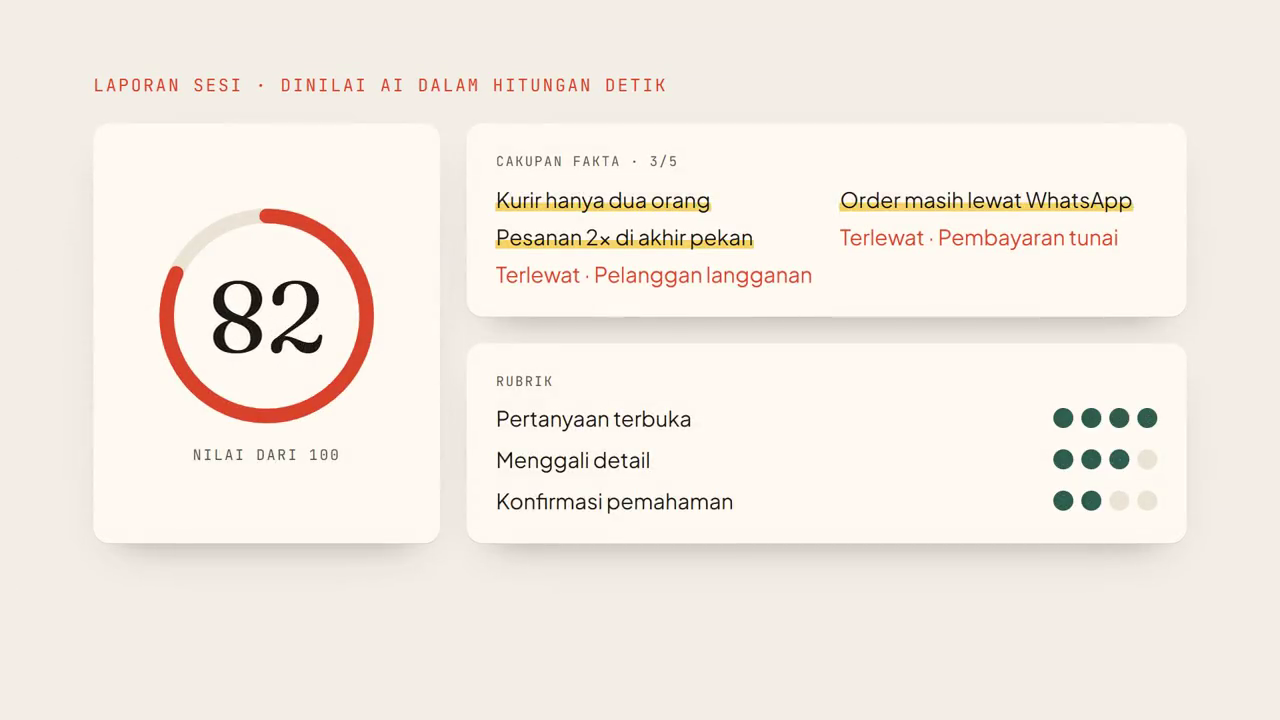 LAPORAN SESI · DINILAI AI DALAM HITUNGAN DETIK
82
NILAI DARI 100
CAKUPAN FAKTA · 3/5
Kurir hanya dua orang
Order masih lewat WhatsApp
Pesanan 2× di akhir pekan
Terlewat · Pembayaran tunai
Terlewat · Pelanggan langganan
RUBRIK
Pertanyaan terbuka
Menggali detail
Konfirmasi pemahaman